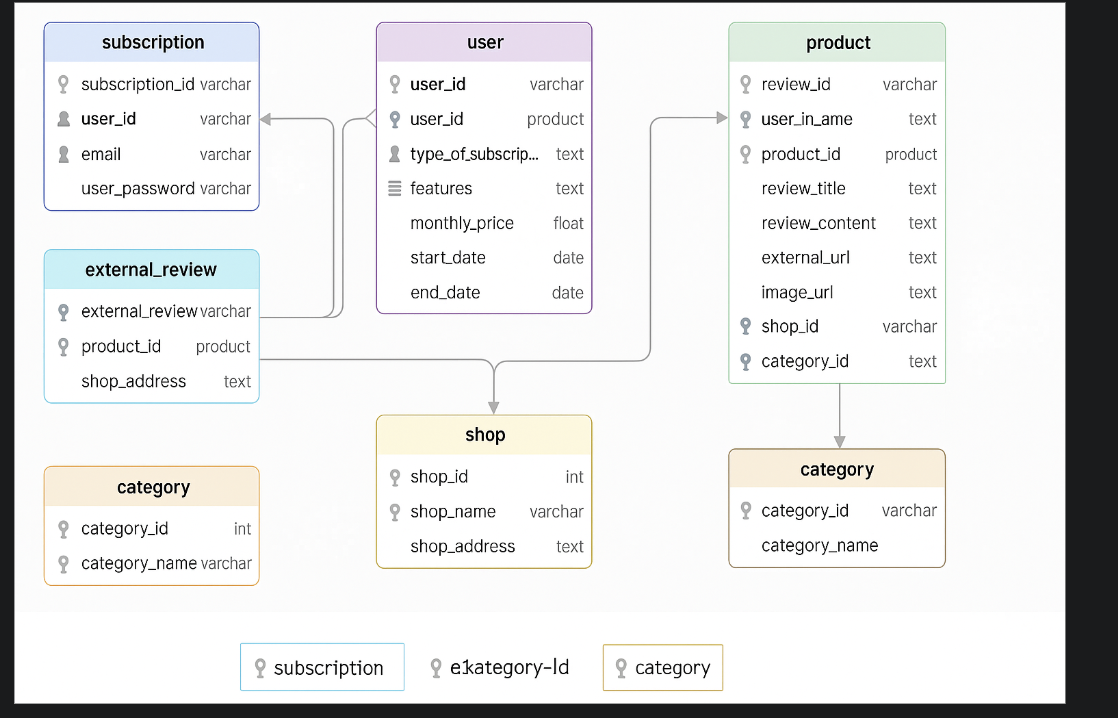 subscription
subscription_id varchar
user_id varchar
email varchar
user_password varchar
user
user_id varchar
user_id product
type_of_subscrip... text
features text
monthly_price float
start_date date
end_date date
product
review_id varchar
user_in_ame text
product_id product
review_title text
review_content text
external_url text
image_url text
shop_id varchar
category_id text
external_review
external_review varchar
product_id product
shop_address text
shop
shop_id int
shop_name varchar
shop_address text
category
category_id int
category_name varchar
category
category_id varchar
category_name
subscription
e1kategory-Id
category